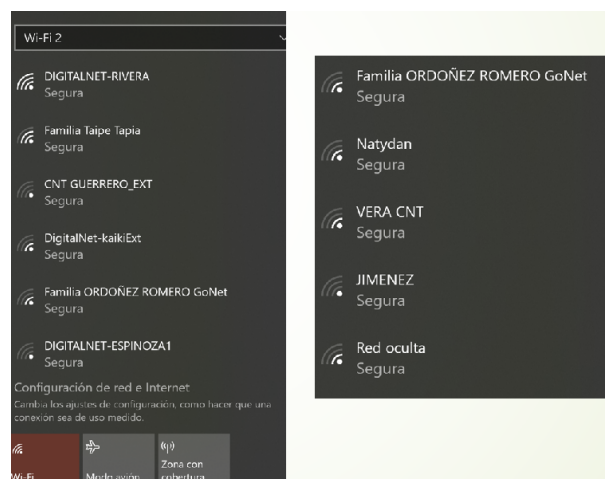 Wi-Fi 2
DIGITALNET-RIVERA
Segura
Familia Taipe Tapia
Segura
CNT GUERRERO_EXT
Segura
DigitalNet-kaikiExt
Segura
Familia ORDOÑEZ ROMERO GoNet
Segura
DIGITALNET-ESPINOZA1
Segura
Configuración de red e Internet
Cambia los ajustes de configuración, como hacer que una
conexión sea de uso medido.
Wi-Fi
Modo avión
Zona con
cobertura
Familia ORDOÑEZ ROMERO GoNet
Segura
Natydan
Segura
VERA CNT
Segura
JIMENEZ
Segura
Red oculta
Segura